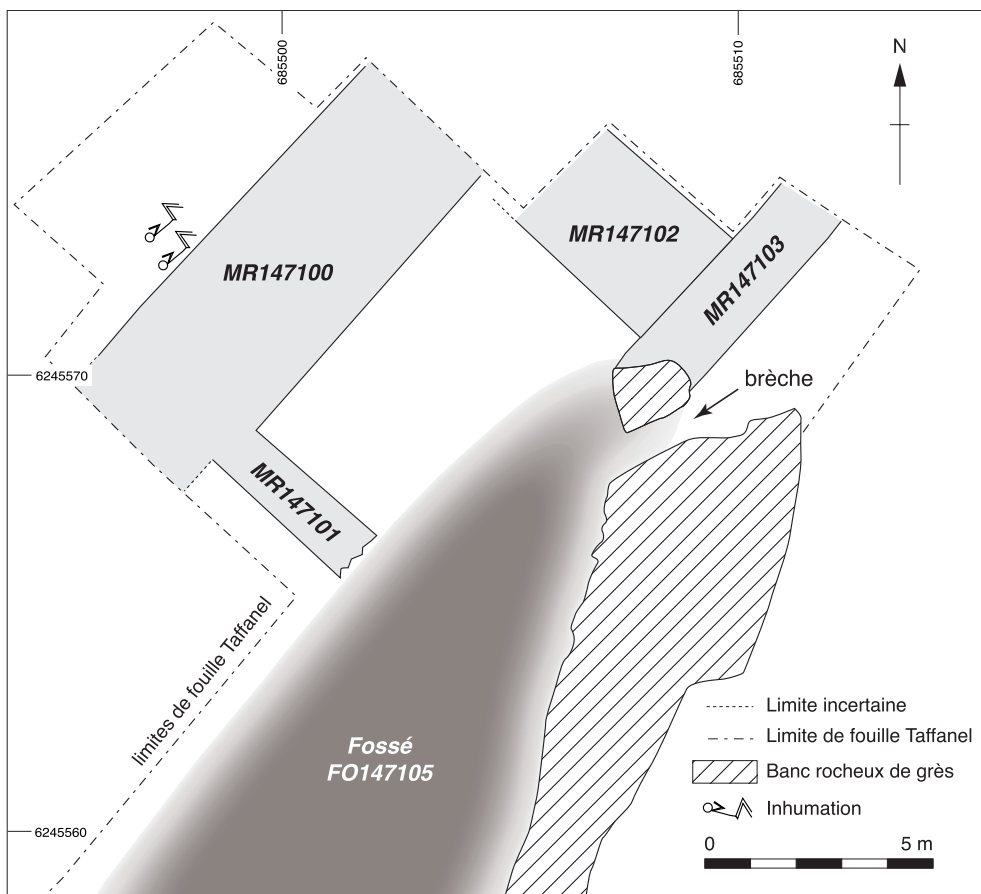 685500
685510
N
MR147102
MR147100
MR147103
6245570
brèche
MR147101
limites de fouille Taffanel
Limite incertaine
Limite de fouille Taffanel
Fossé
FO147105
Banc rocheux de grès
Inhumation
6245560
0
5 m